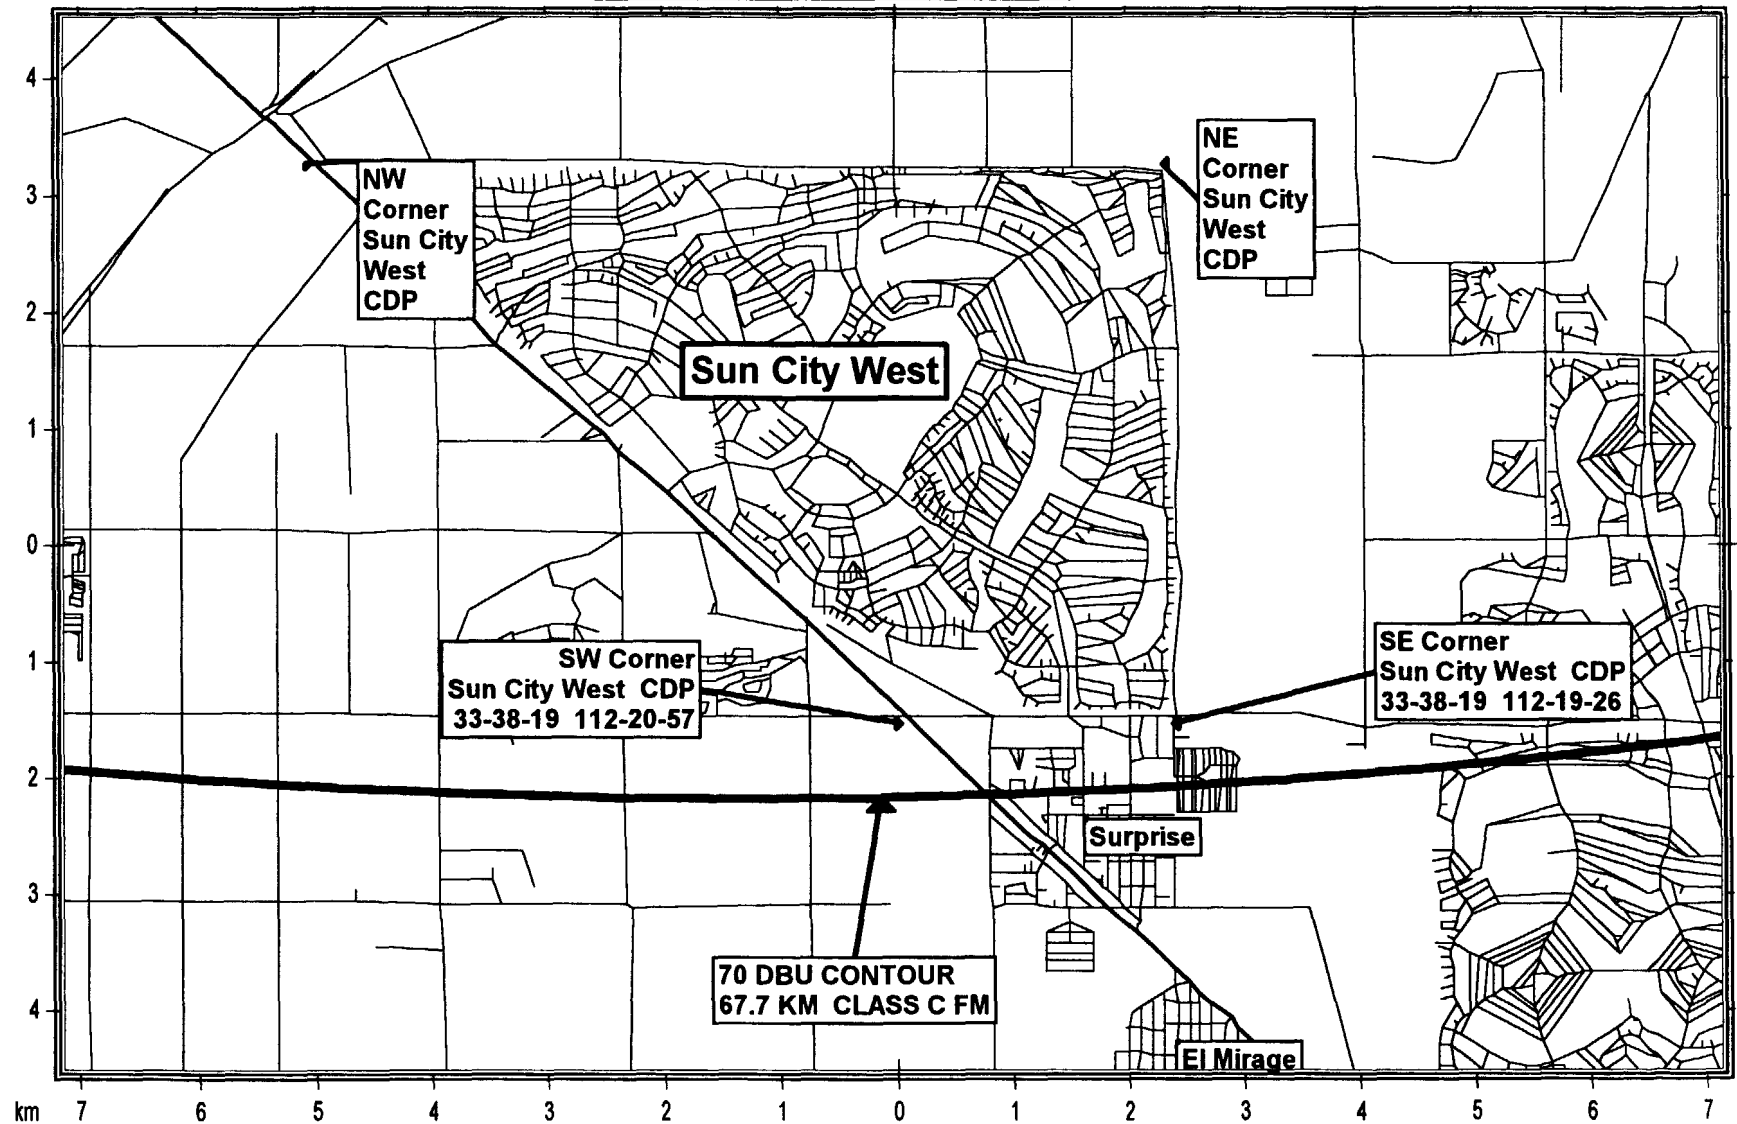 4
3
2
1
0
1
2
3
4
NW
Corner
Sun City
West
CDP
NE
Corner
Sun City
West
CDP
Sun City West
SW Corner
Sun City West CDP
33-38-19 112-20-57
SE Corner
Sun City West CDP
33-38-19 112-19-26
Surprise
70 DBU CONTOUR
67.7 KM CLASS C FM
El Mirage
km 7 6 5 4 3 2 1 0 1 2 3 4 5 6 7